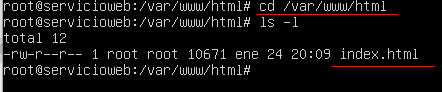 root@servicioweb:/var/www/html# cd /var/www/html
root@servicioweb:/var/www/html# ls -l
total 12
-rw-r--r-- 1 root root 10671 ene 24 20:09 index.html
root@servicioweb:/var/www/html#